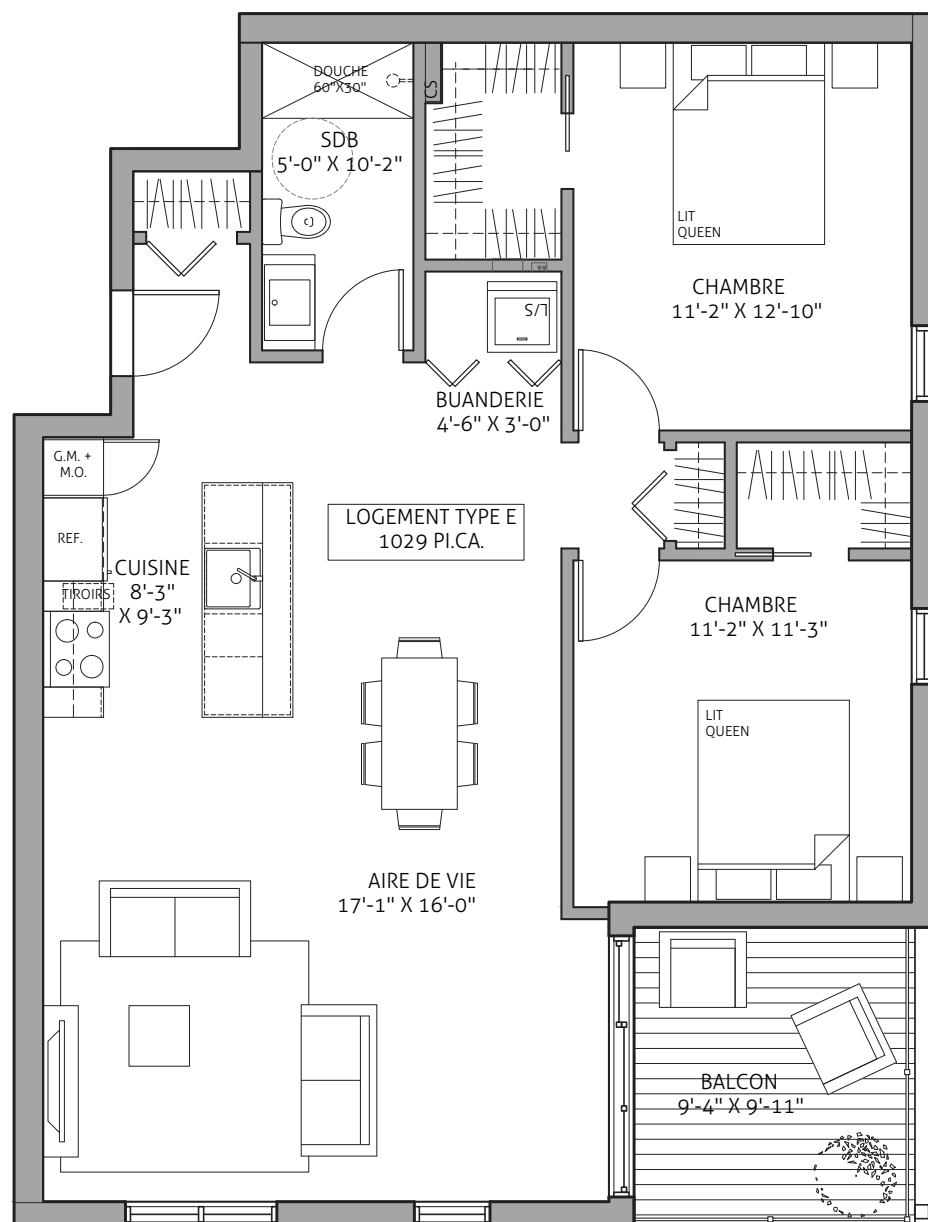 DOUCHE
60"X30"
CS
SDB
5'-0" X 10'-2"
LIT
QUEEN
CHAMBRE
11'-2" X 12'-10"
L/S
BUANDERIE
4'-6" X 3'-0"
G.M. +
M.O.
REF.
LOGEMENT TYPE E
1029 PI.CA.
CUISINE
8'-3"
X 9'-3"
TIROIRS
CHAMBRE
11'-2" X 11'-3"
LIT
QUEEN
AIRE DE VIE
17'-1" X 16'-0"
BALCON
9'-4" X 9'-11"